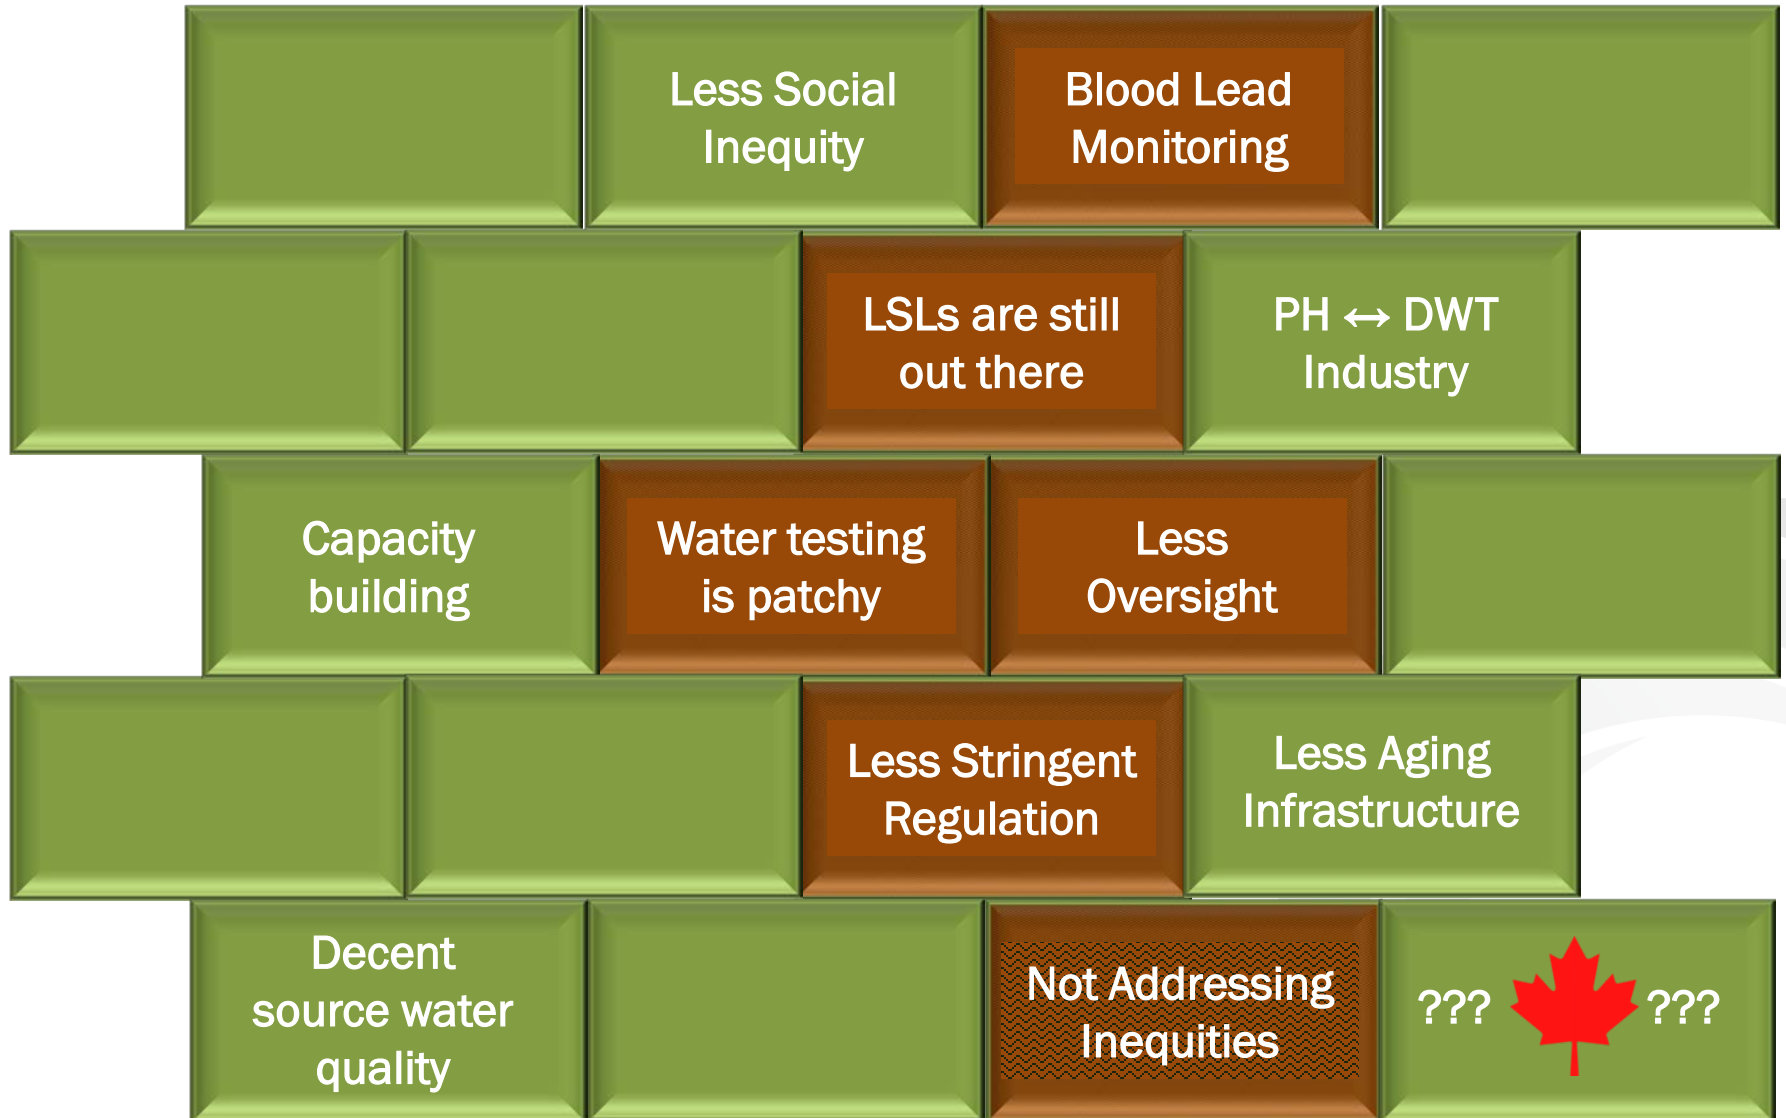 Less Social
Inequity
Blood Lead
Monitoring
LSLs are still
out there
PH ↔ DWT
Industry
Capacity
building
Water testing
is patchy
Less
Oversight
Less Stringent
Regulation
Less Aging
Infrastructure
Decent
source water
quality
Not Addressing
Inequities
??? ???